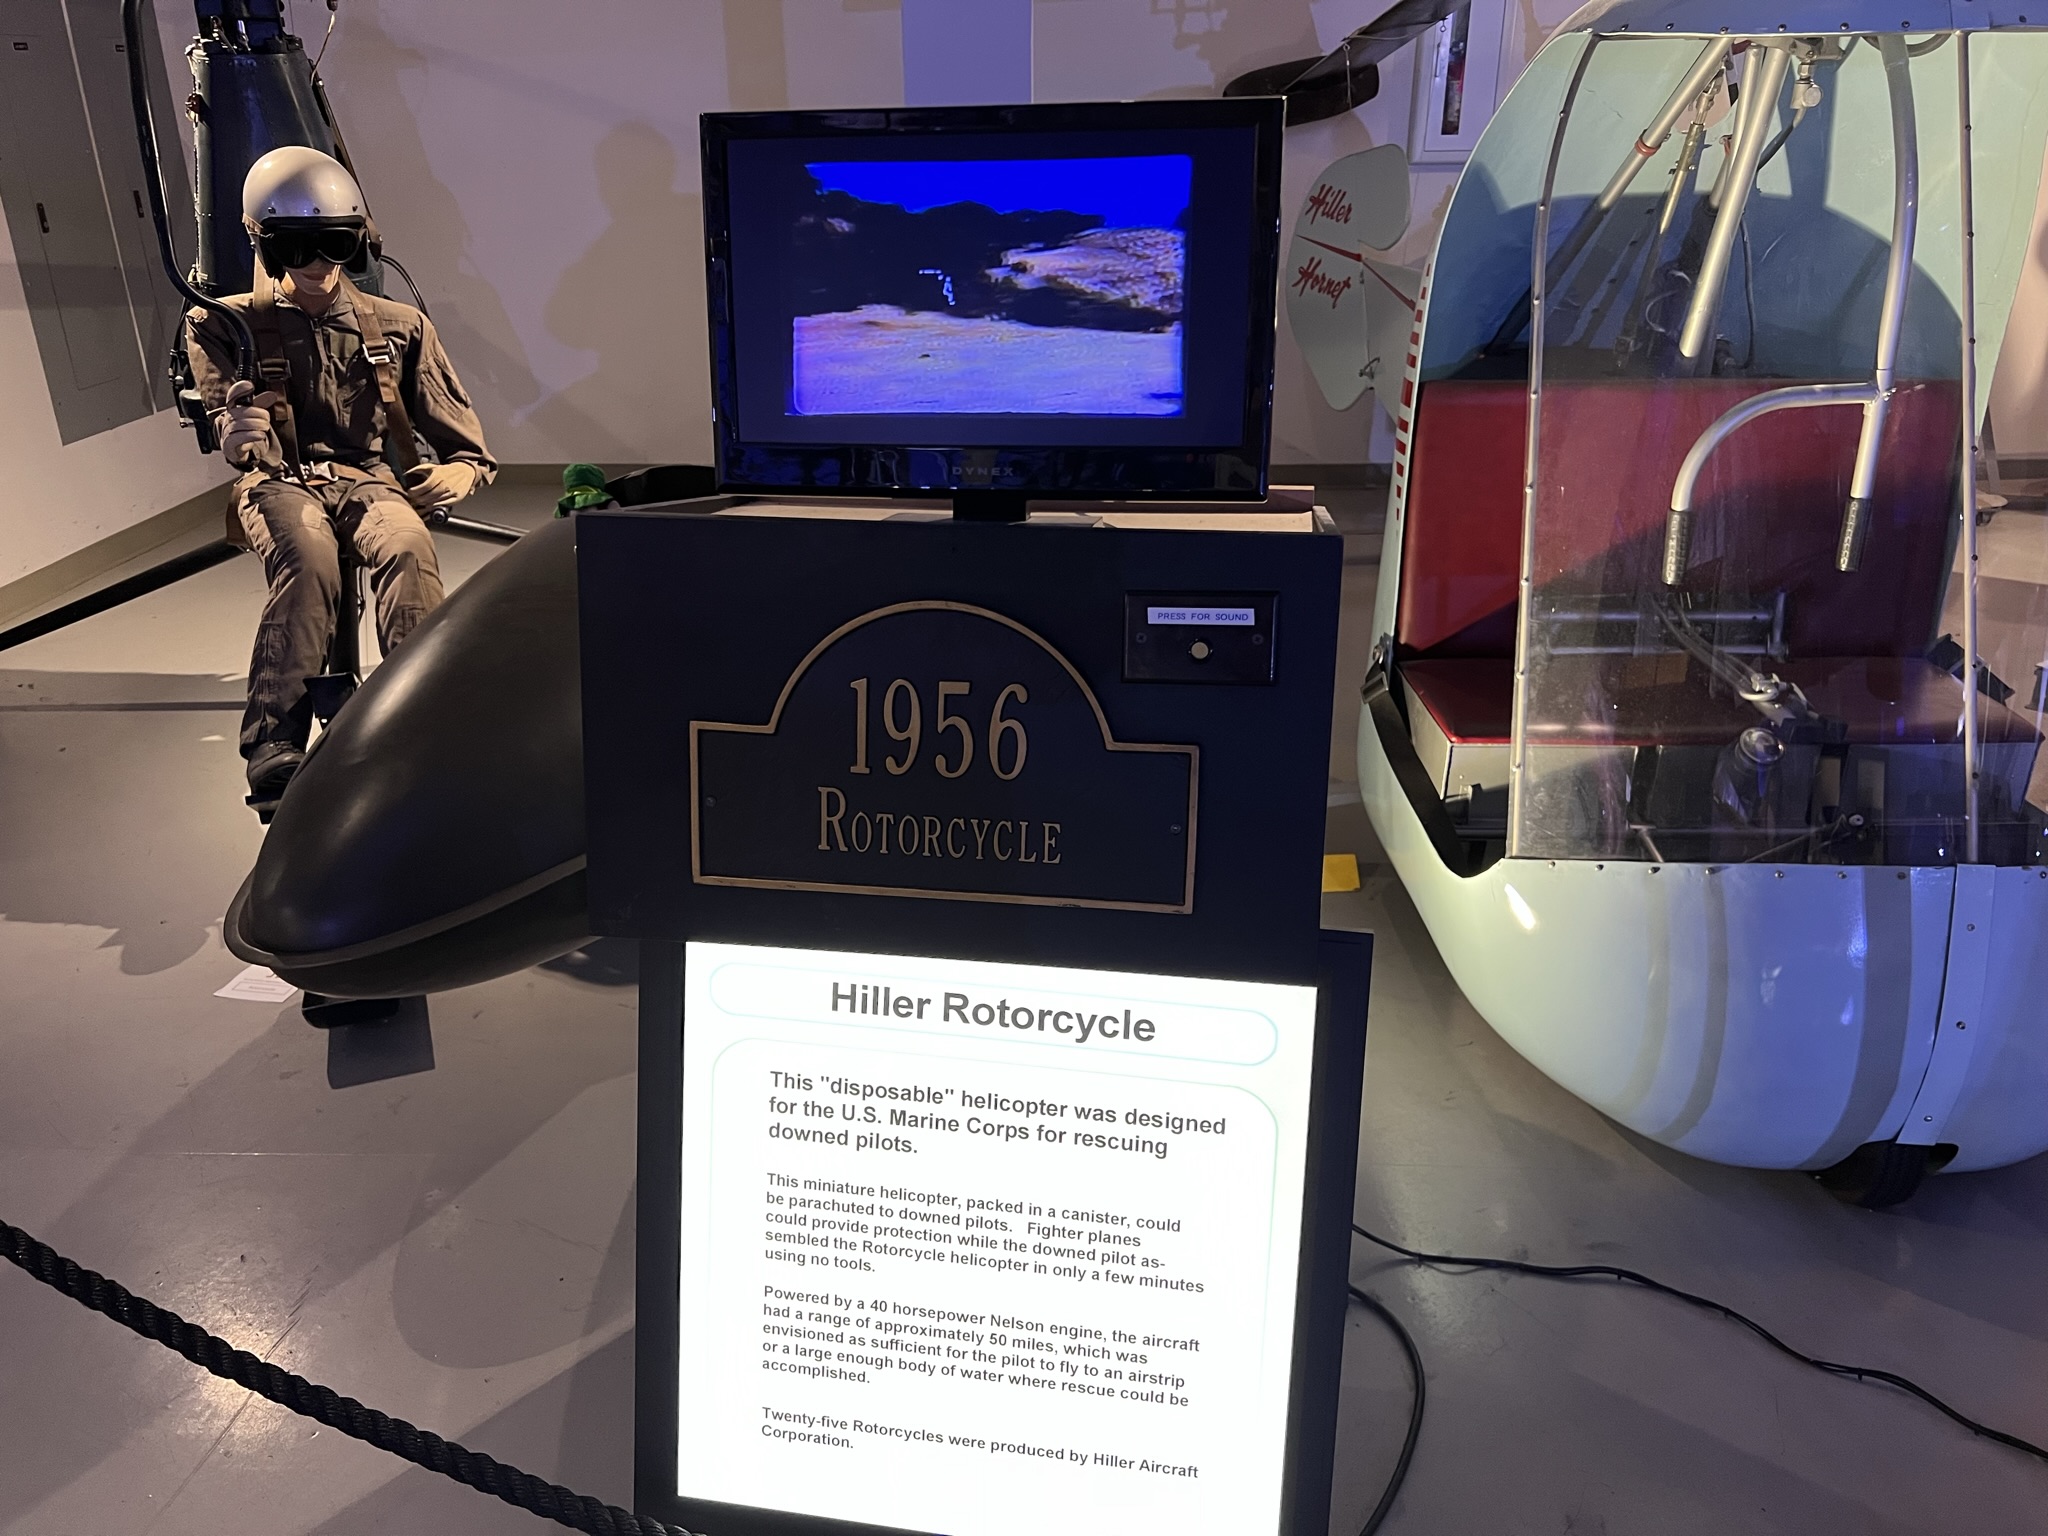 Hiller
Hornet
DYNEX
PRESS FOR SOUND
1956
ROTORCYCLE
Hiller Rotorcycle
This "disposable" helicopter was designed
for the U.S. Marine Corps for rescuing
downed pilots.
This miniature helicopter, packed in a canister, could
be parachuted to downed pilots.   Fighter planes
could provide protection while the downed pilot as-
sembled the Rotorcycle helicopter in only a few minutes
using no tools.
Powered by a 40 horsepower Nelson engine, the aircraft
had a range of approximately 50 miles, which was
envisioned as sufficient for the pilot to fly to an airstrip
or a large enough body of water where rescue could be
accomplished.
Twenty-five Rotorcycles were produced by Hiller Aircraft
Corporation.